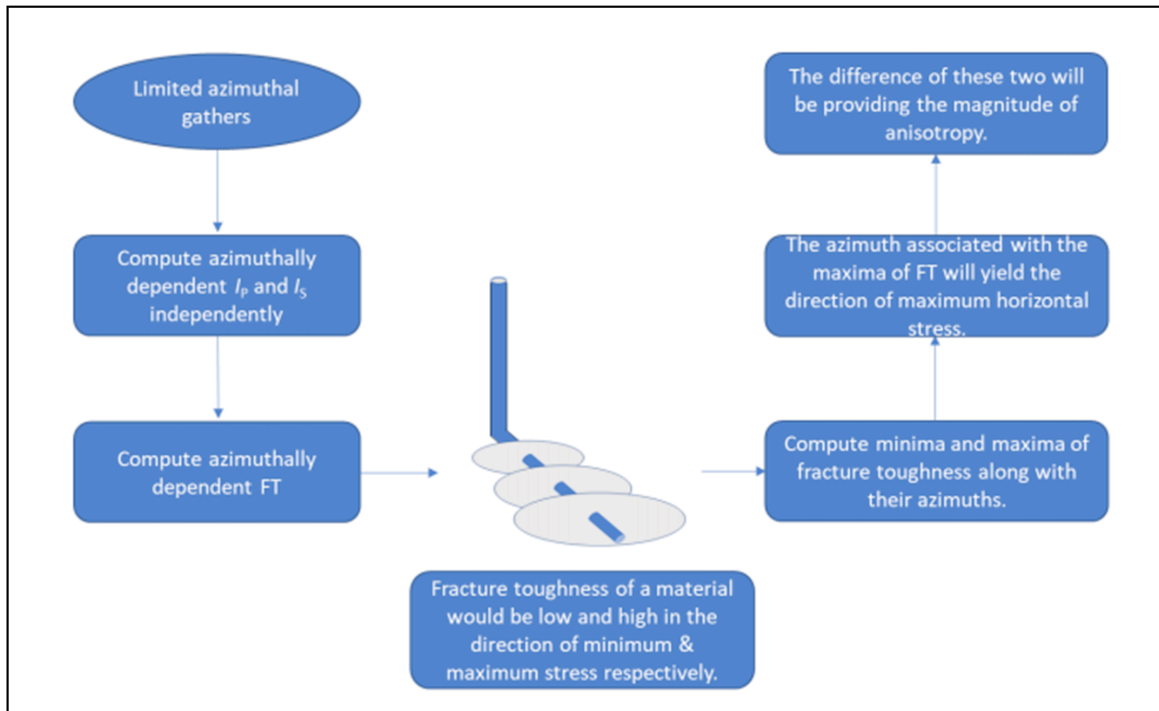 Limited azimuthal
gathers
Compute azimuthally
dependent I_P and I_S
independently
Compute azimuthally
dependent FT
Fracture toughness of a material
would be low and high in the
direction of minimum &
maximum stress respectively.
Compute minima and maxima of
fracture toughness along with
their azimuths.
The azimuth associated with the
maxima of FT will yield the
direction of maximum horizontal
stress.
The difference of these two will
be providing the magnitude of
anisotropy.